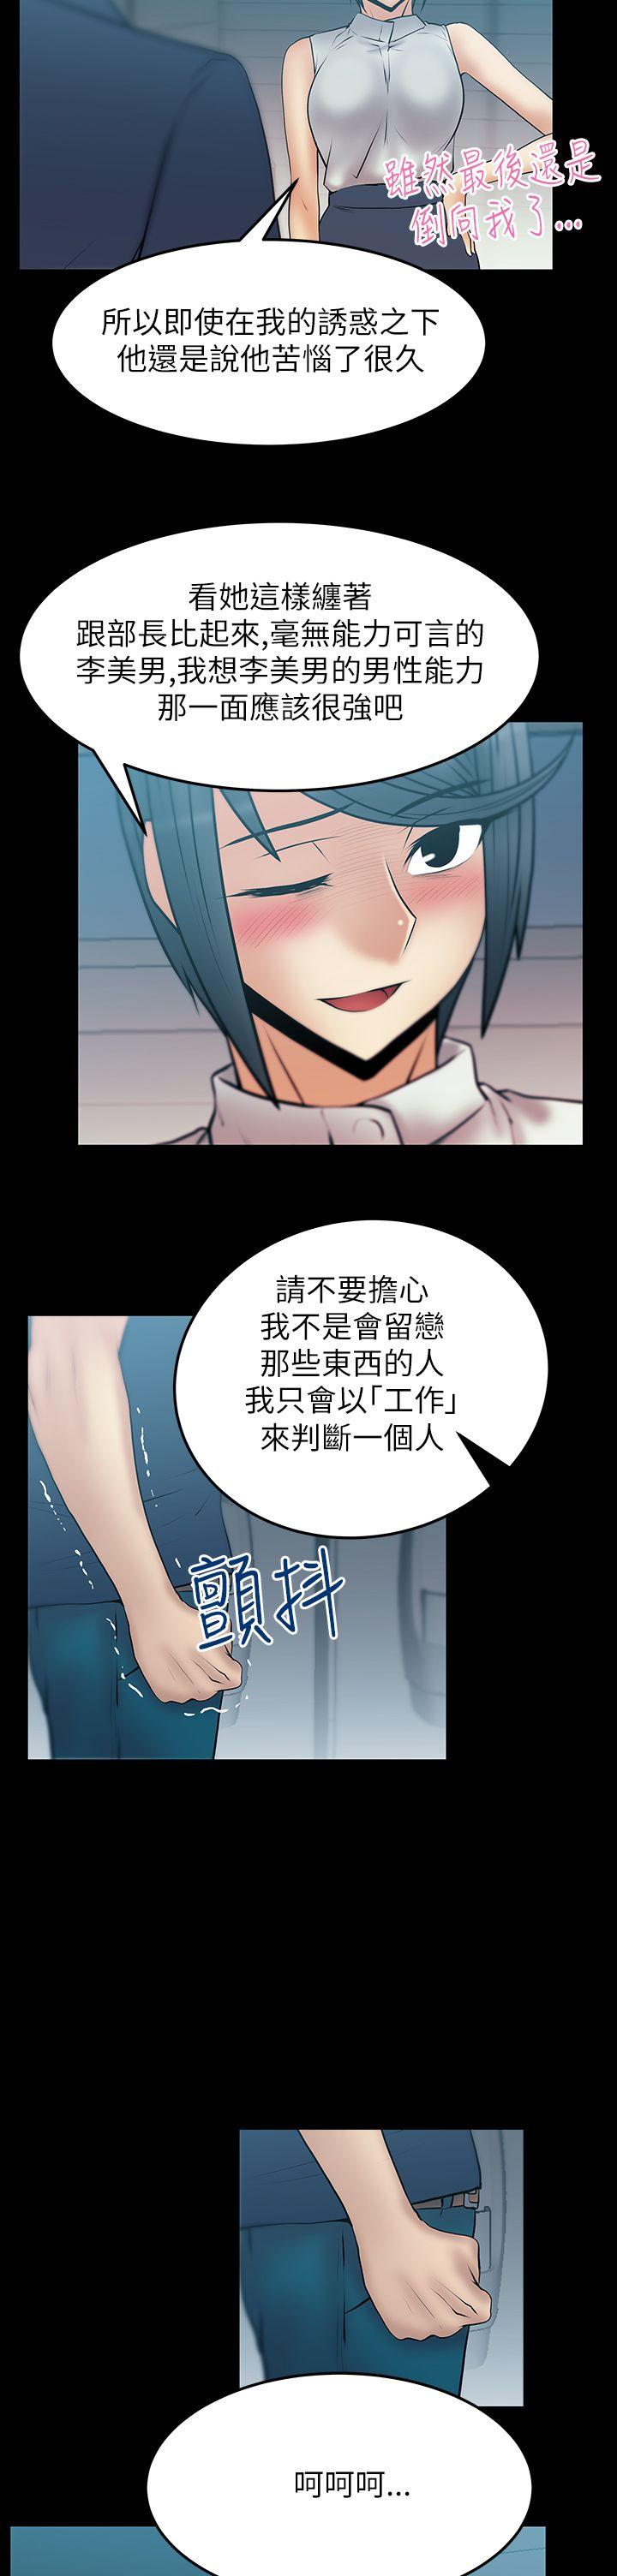 雖然最後還是
倒向我了...
所以即使在我的誘惑之下
他還是說他苦惱了很久
看她這樣纏著
跟部長比起來,毫無能力可言的
李美男,我想李美男的男性能力
那一面應該很強吧
請不要擔心
我不是會留戀
那些東西的人
我只會以「工作」
來判斷一個人
顫抖
呵呵呵...